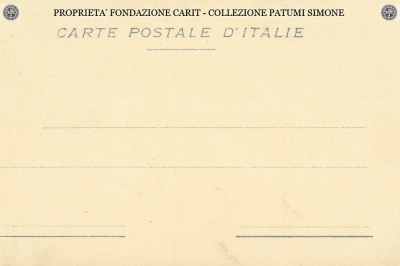 PROPRIETA' FONDAZIONE CARIT - COLLEZIONE PATUMI SIMONE
CARTE POSTALE D'ITALIE